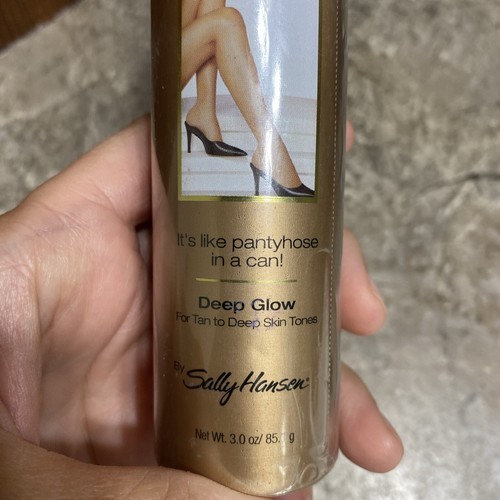 It's like pantyhose
in a can!
Deep Glow
For Tan to Deep Skin Tones
By
Sally Hansen®
Net Wt. 3.0 oz/